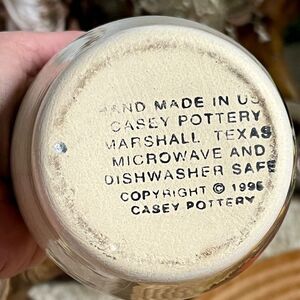 HAND MADE IN US
CASEY POTTERY
MARSHALL TEXAS
MICROWAVE AND
DISHWASHER SAFE
COPYRIGHT © 1996
CASEY POTTERY